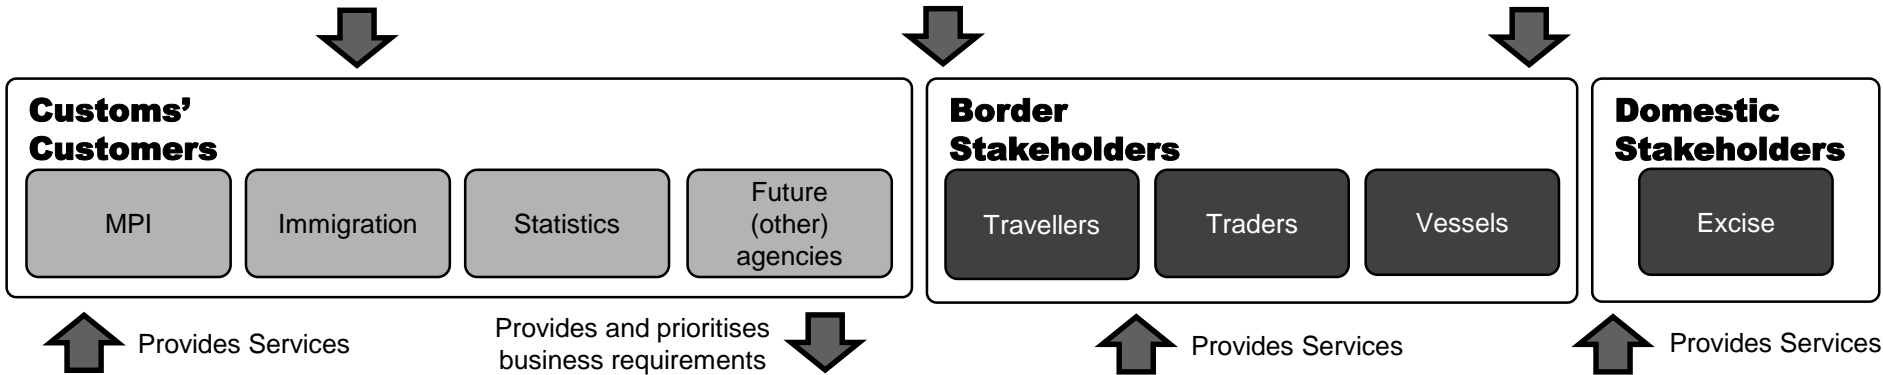 Customs’
Customers
MPI
Immigration
Statistics
Future
(other)
agencies
Border
Stakeholders
Travellers
Traders
Vessels
Domestic
Stakeholders
Excise
Provides Services
Provides and prioritises
business requirements
Provides Services
Provides Services